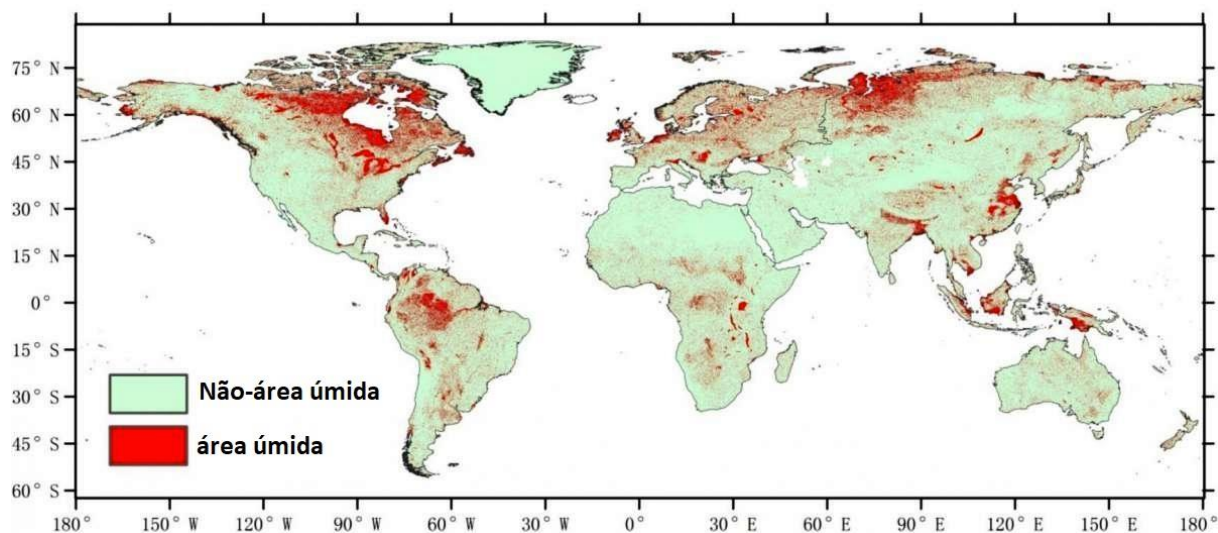 75° N
60° N
45° N
30° N
15° N
0°
15° S
30° S
45° S
60° S
Não-área úmida
área úmida
180° 150° W 120° W 90° W 60° W 30° W 0° 30° E 60° E 90° E 120° E 150° E 180°